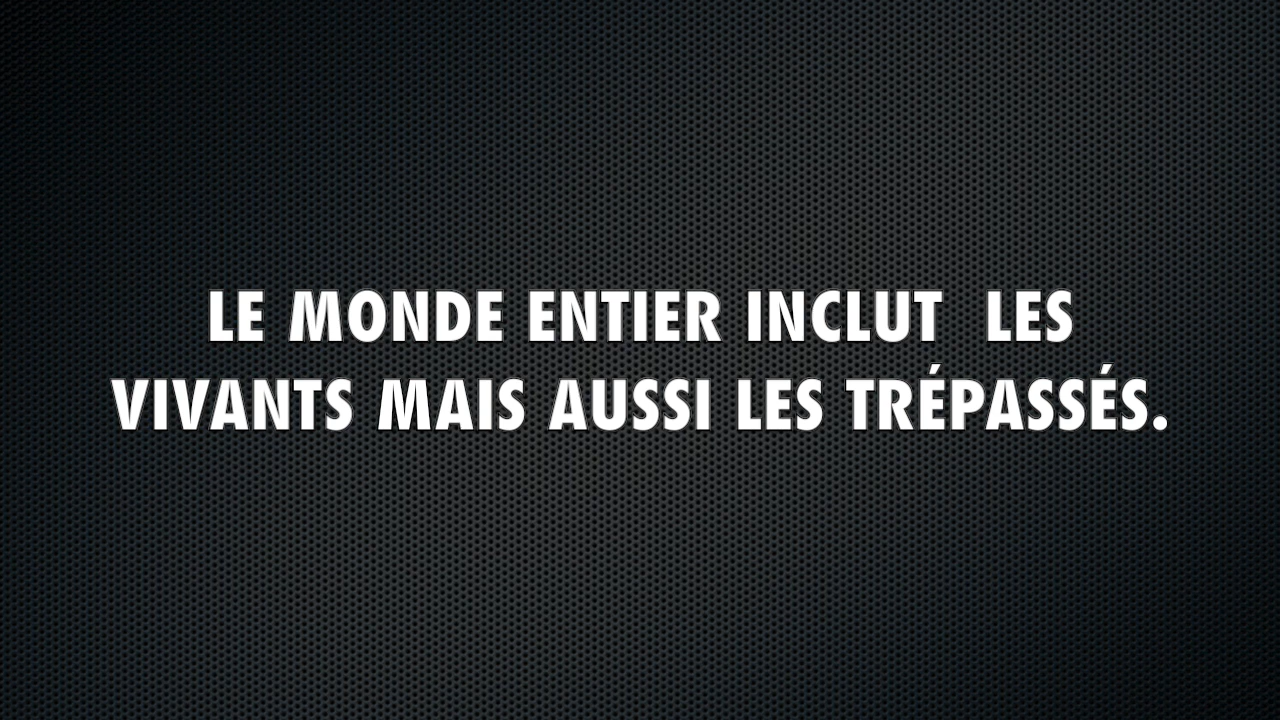 LE MONDE ENTIER INCLUT  LES
VIVANTS MAIS AUSSI LES TRÉPASSÉS.